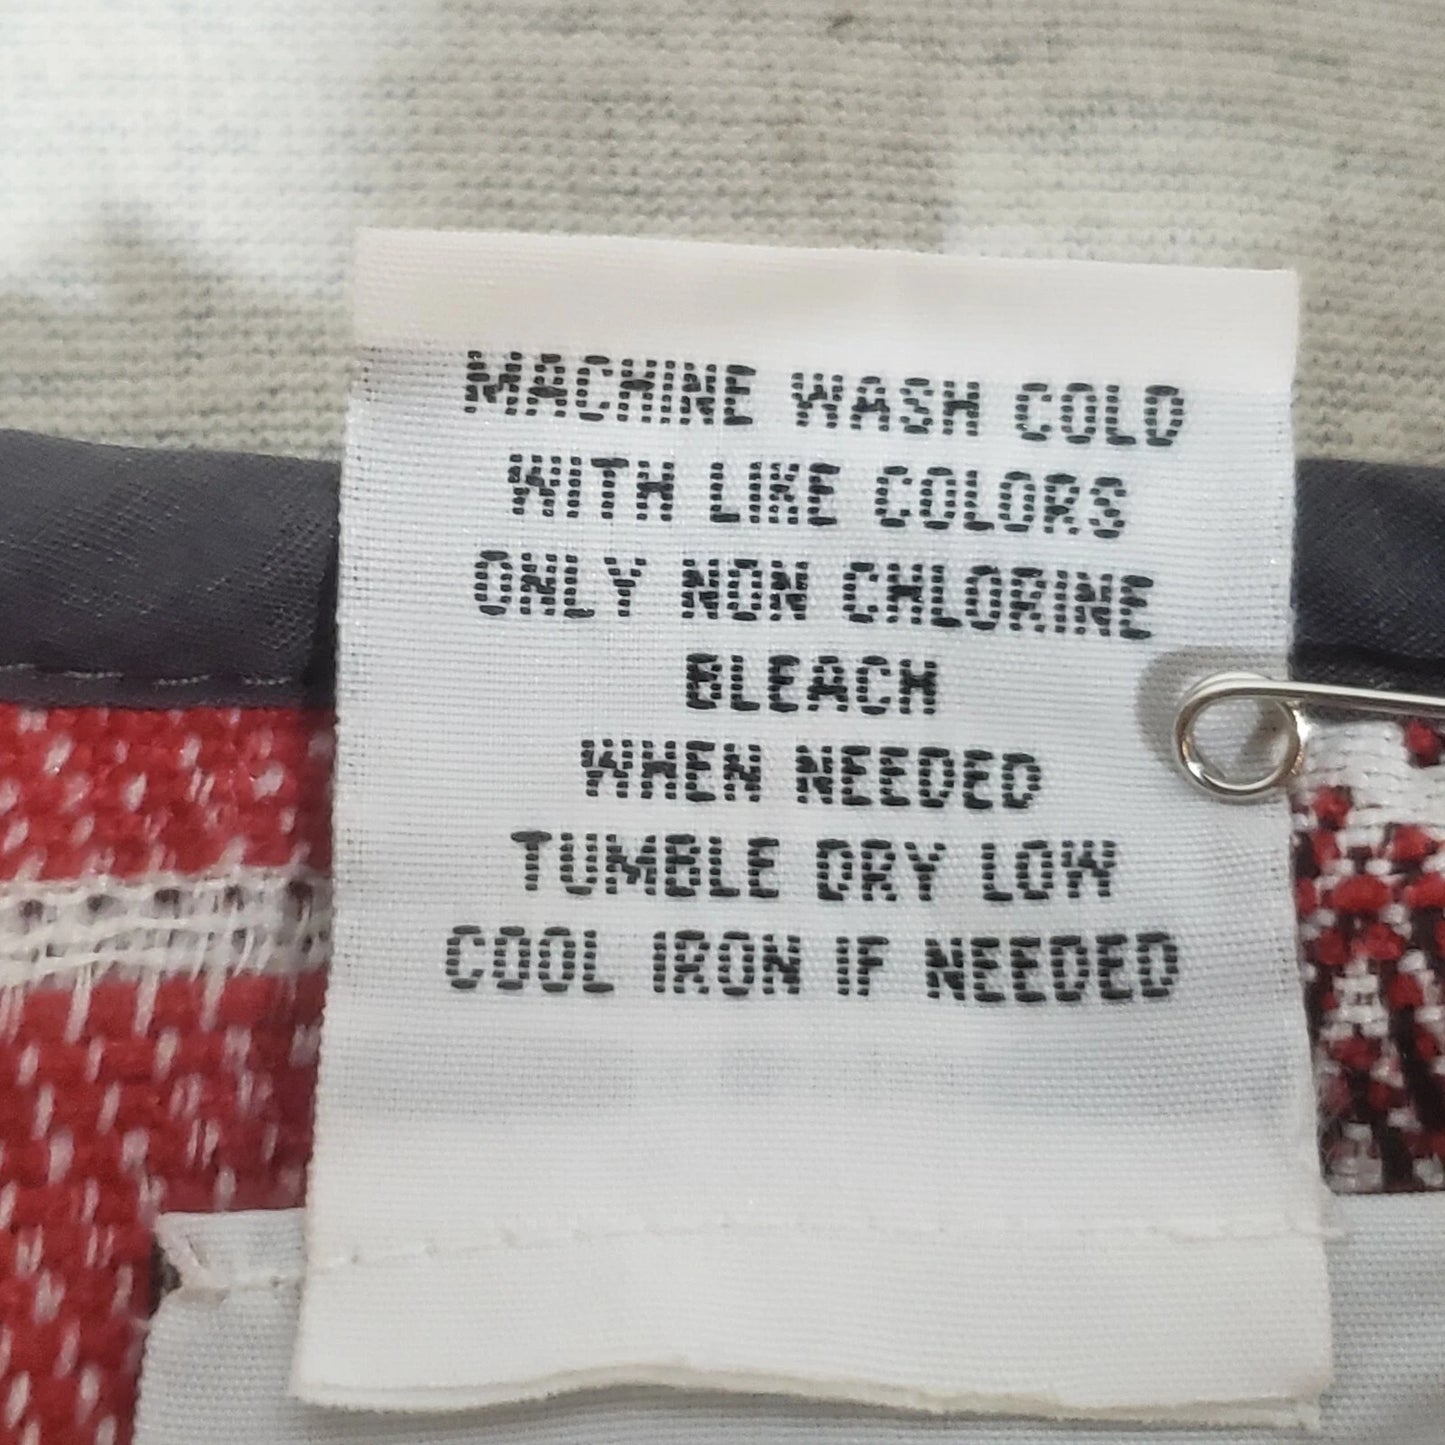 MACHINE WASH COLD
WITH LIKE COLORS
ONLY NON CHLORINE
BLEACH
WHEN NEEDED
TUMBLE DRY LOW
COOL IRON IF NEEDED